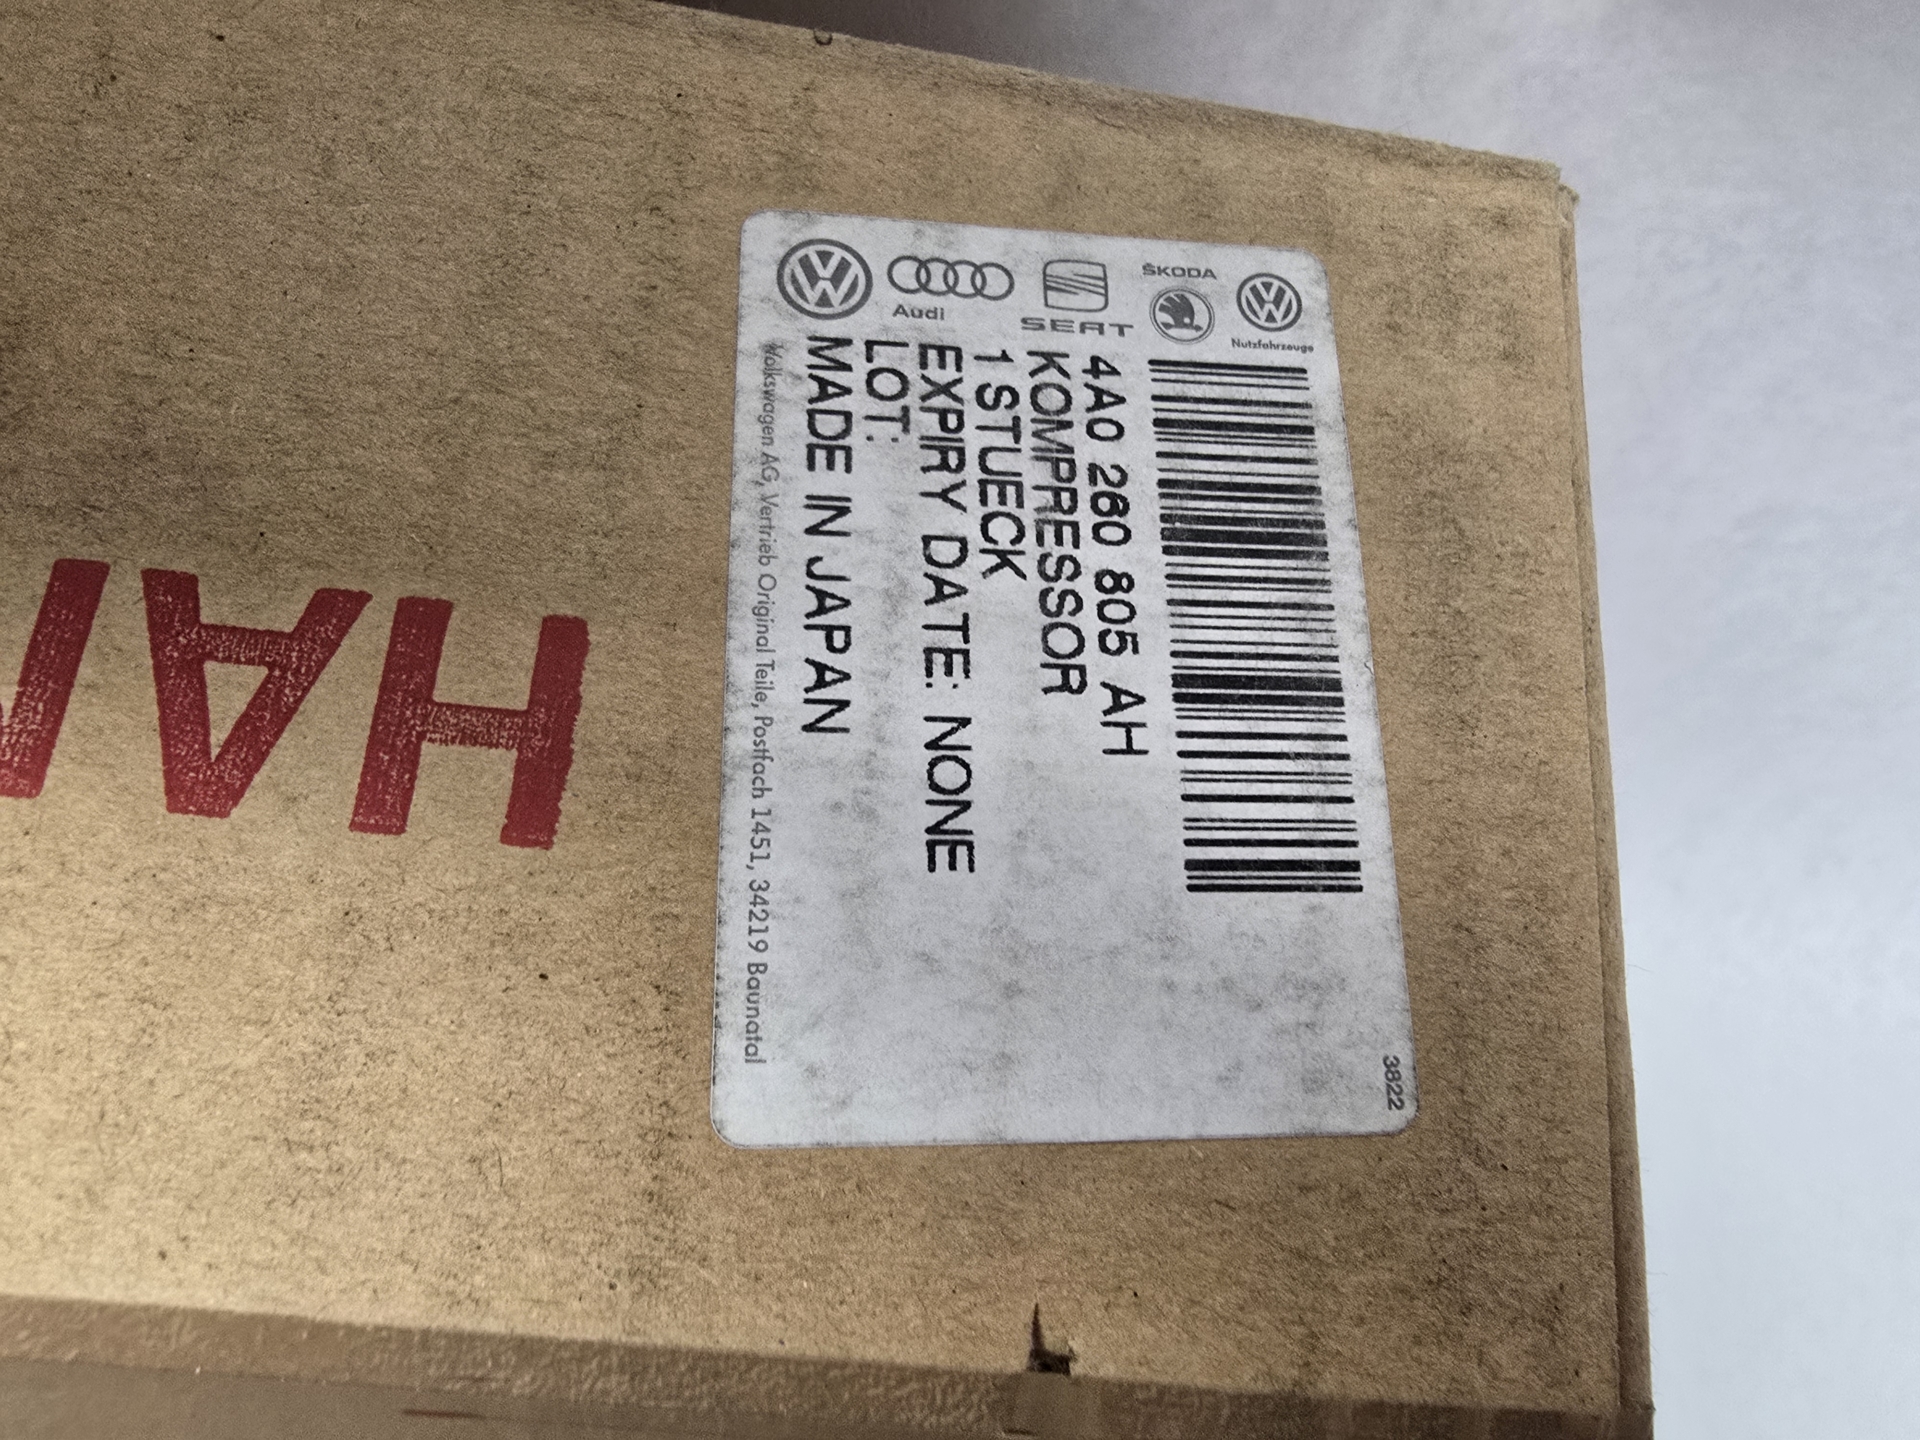 Audi
SEAT
ŠKODA
Nutzfahrzeuge
4A0 260 805 AH
KOMPRESSOR
1 STUECK
EXPIRY DATE: NONE
LOT:
MADE IN JAPAN
Volkswagen AG, Vertrieb Original Teile, Postfach 1451, 34219 Baunatal
3822
HA